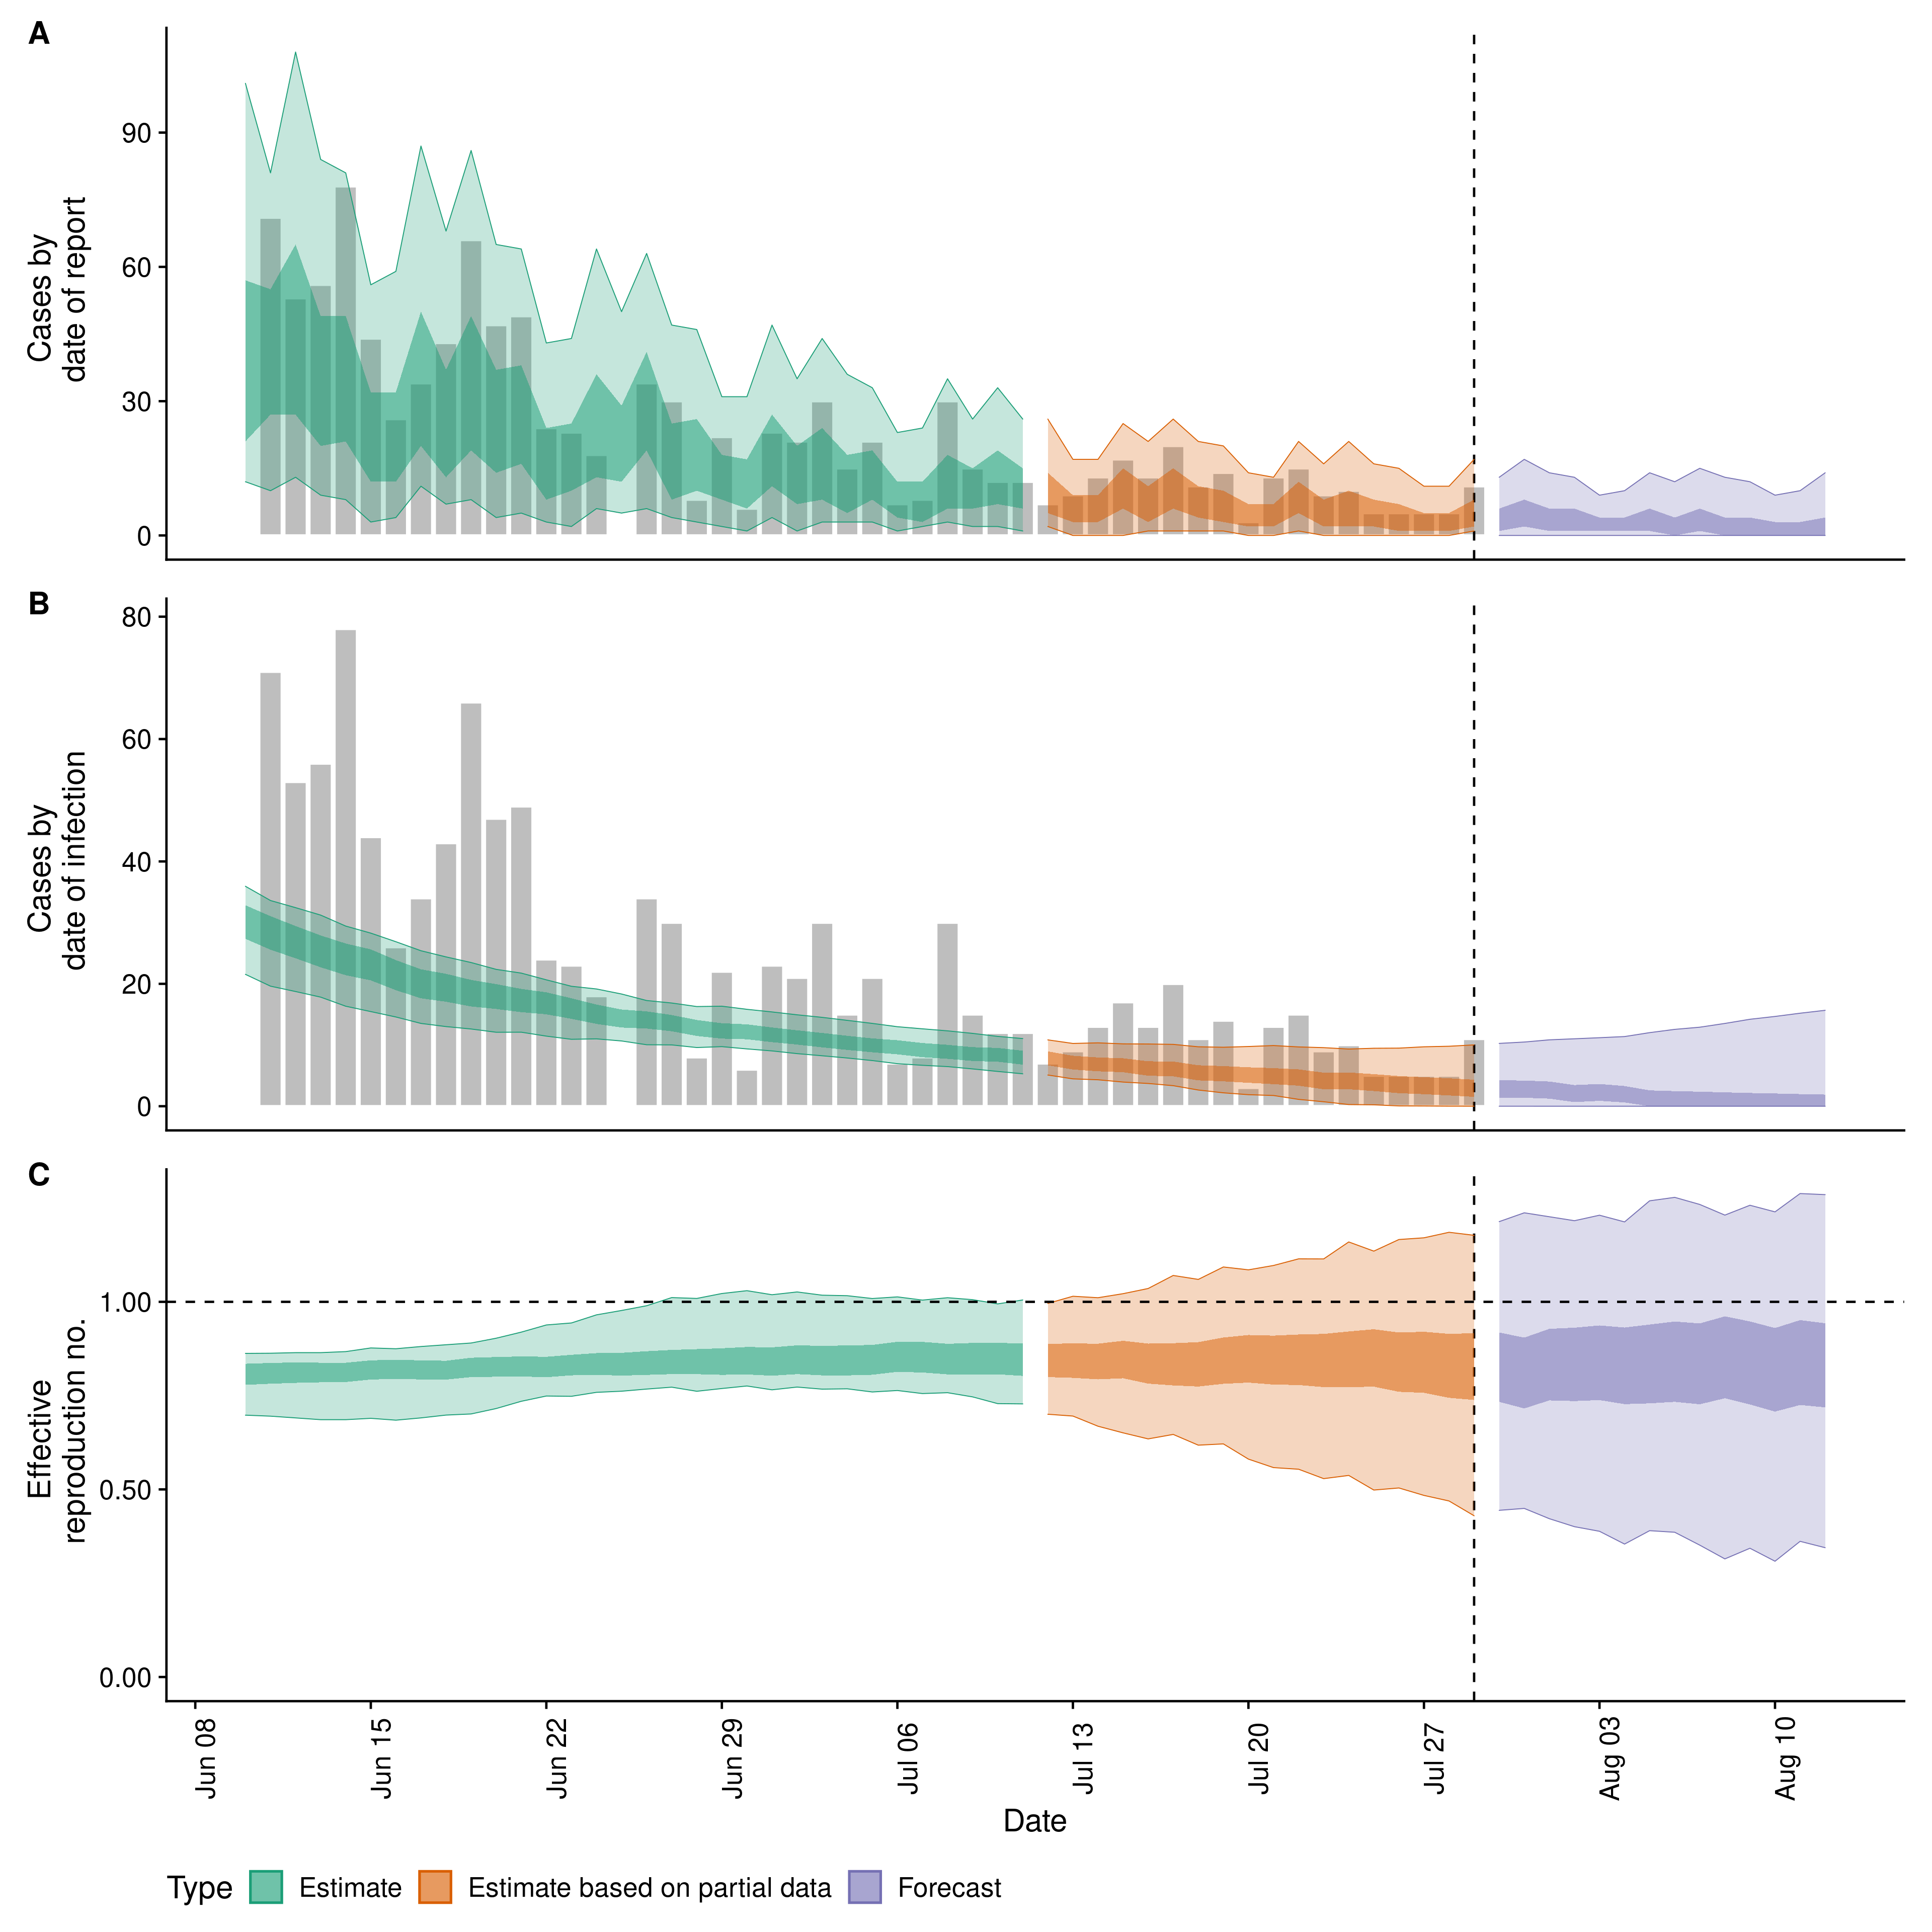 A
90
60
30
0
Cases by
date of report
B
80
60
40
20
0
Cases by
date of infection
C
1.00
0.50
0.00
Effective
reproduction no.
Jun 08
Jun 15
Jun 22
Jun 29
Jul 06
Jul 13
Jul 20
Jul 27
Aug 03
Aug 10
Date
Type Estimate Estimate based on partial data Forecast